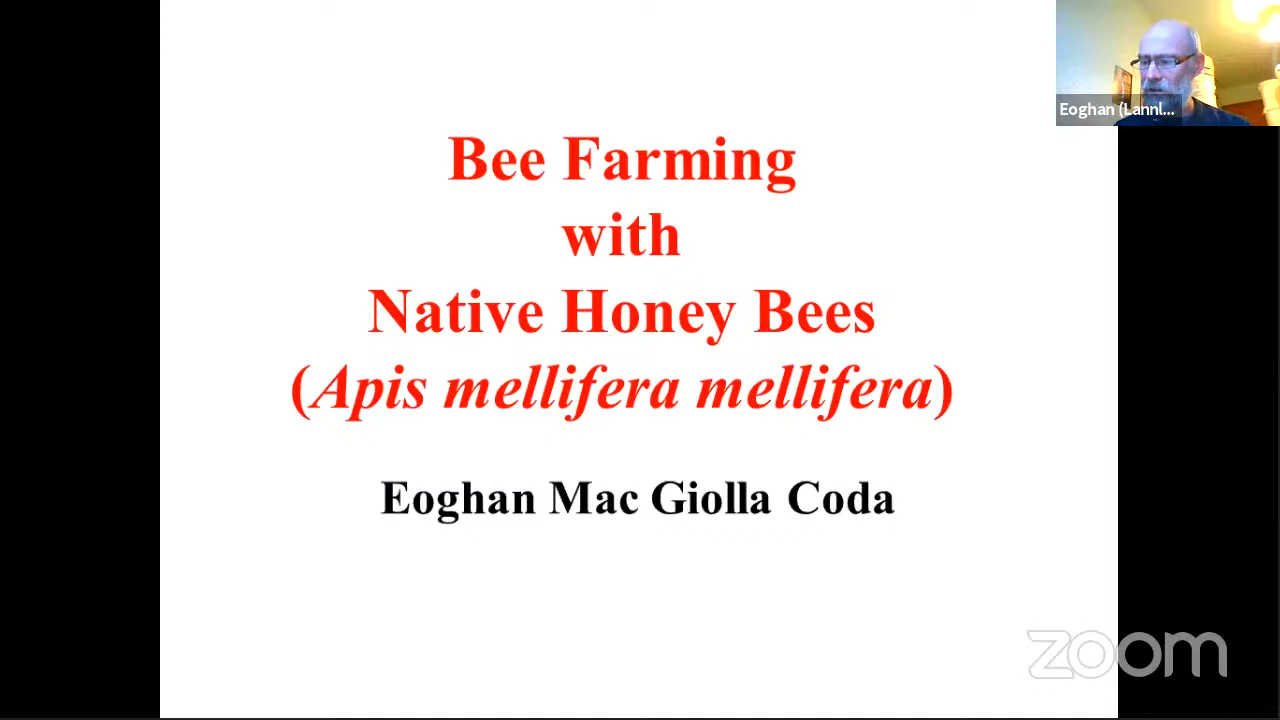 Eoghan (Lannl...
Bee Farming
with
Native Honey Bees
(Apis mellifera mellifera)
Eoghan Mac Giolla Coda
zoom